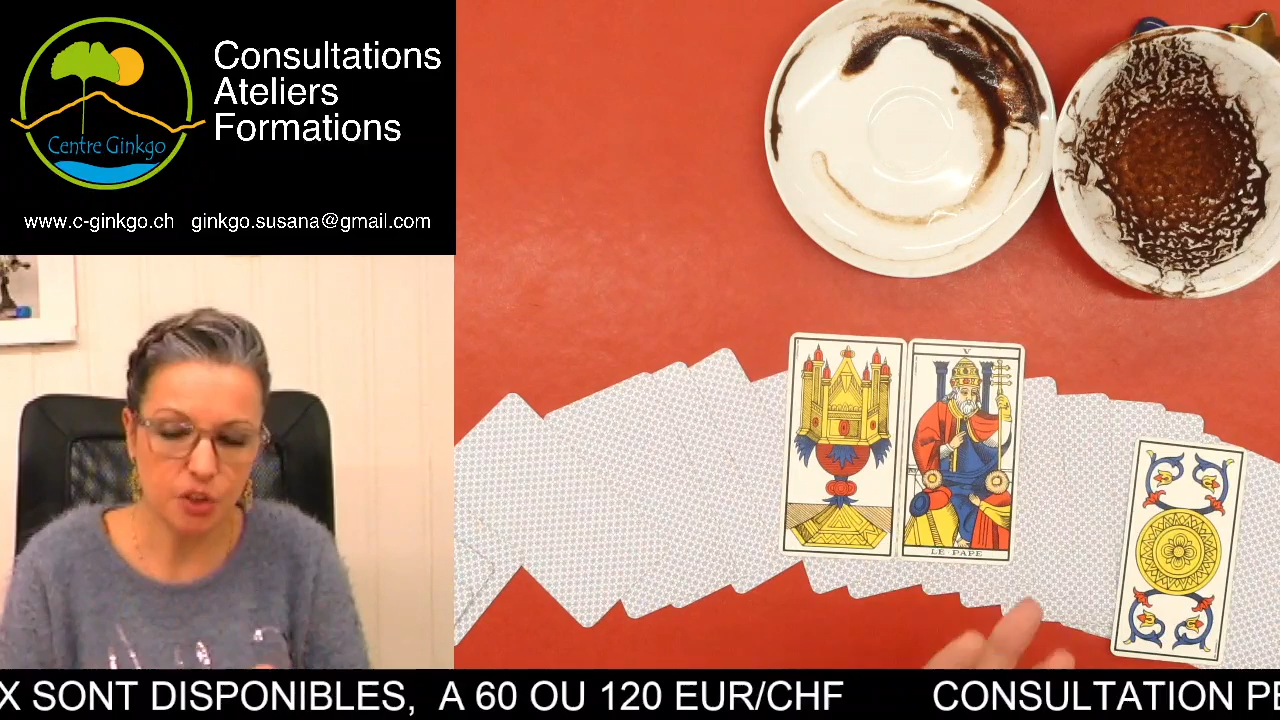 Consultations
Ateliers
Formations
Centre Ginkgo
www.c-ginkgo.ch ginkgo.susana@gmail.com
V
LE·PAPE
X SONT DISPONIBLES, A 60 OU 120 EUR/CHF CONSULTATION PE